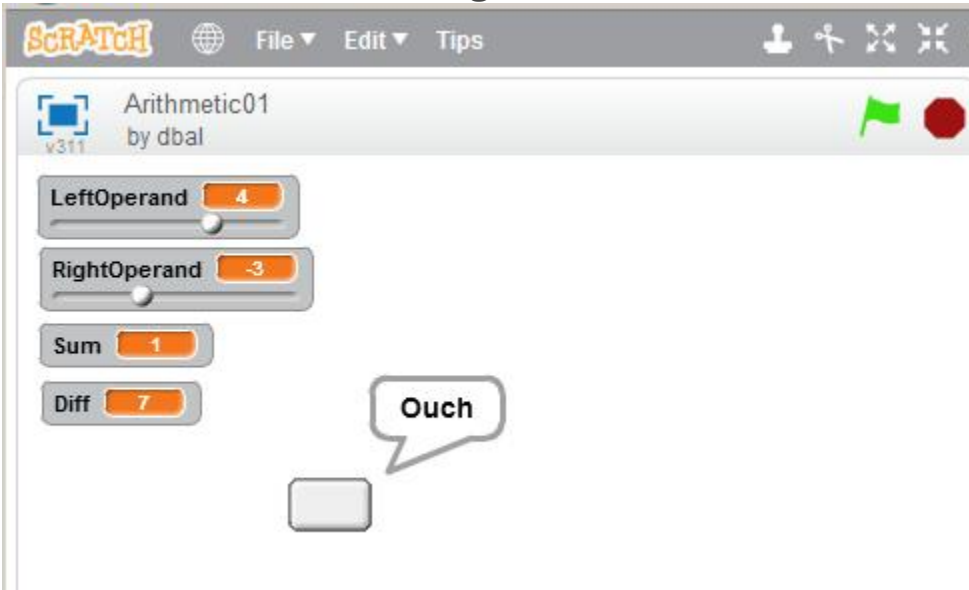 SCRATCH File Edit Tips
Arithmetic01
v311 by dbal
LeftOperand 4
RightOperand -3
Sum 1
Diff 7
Ouch